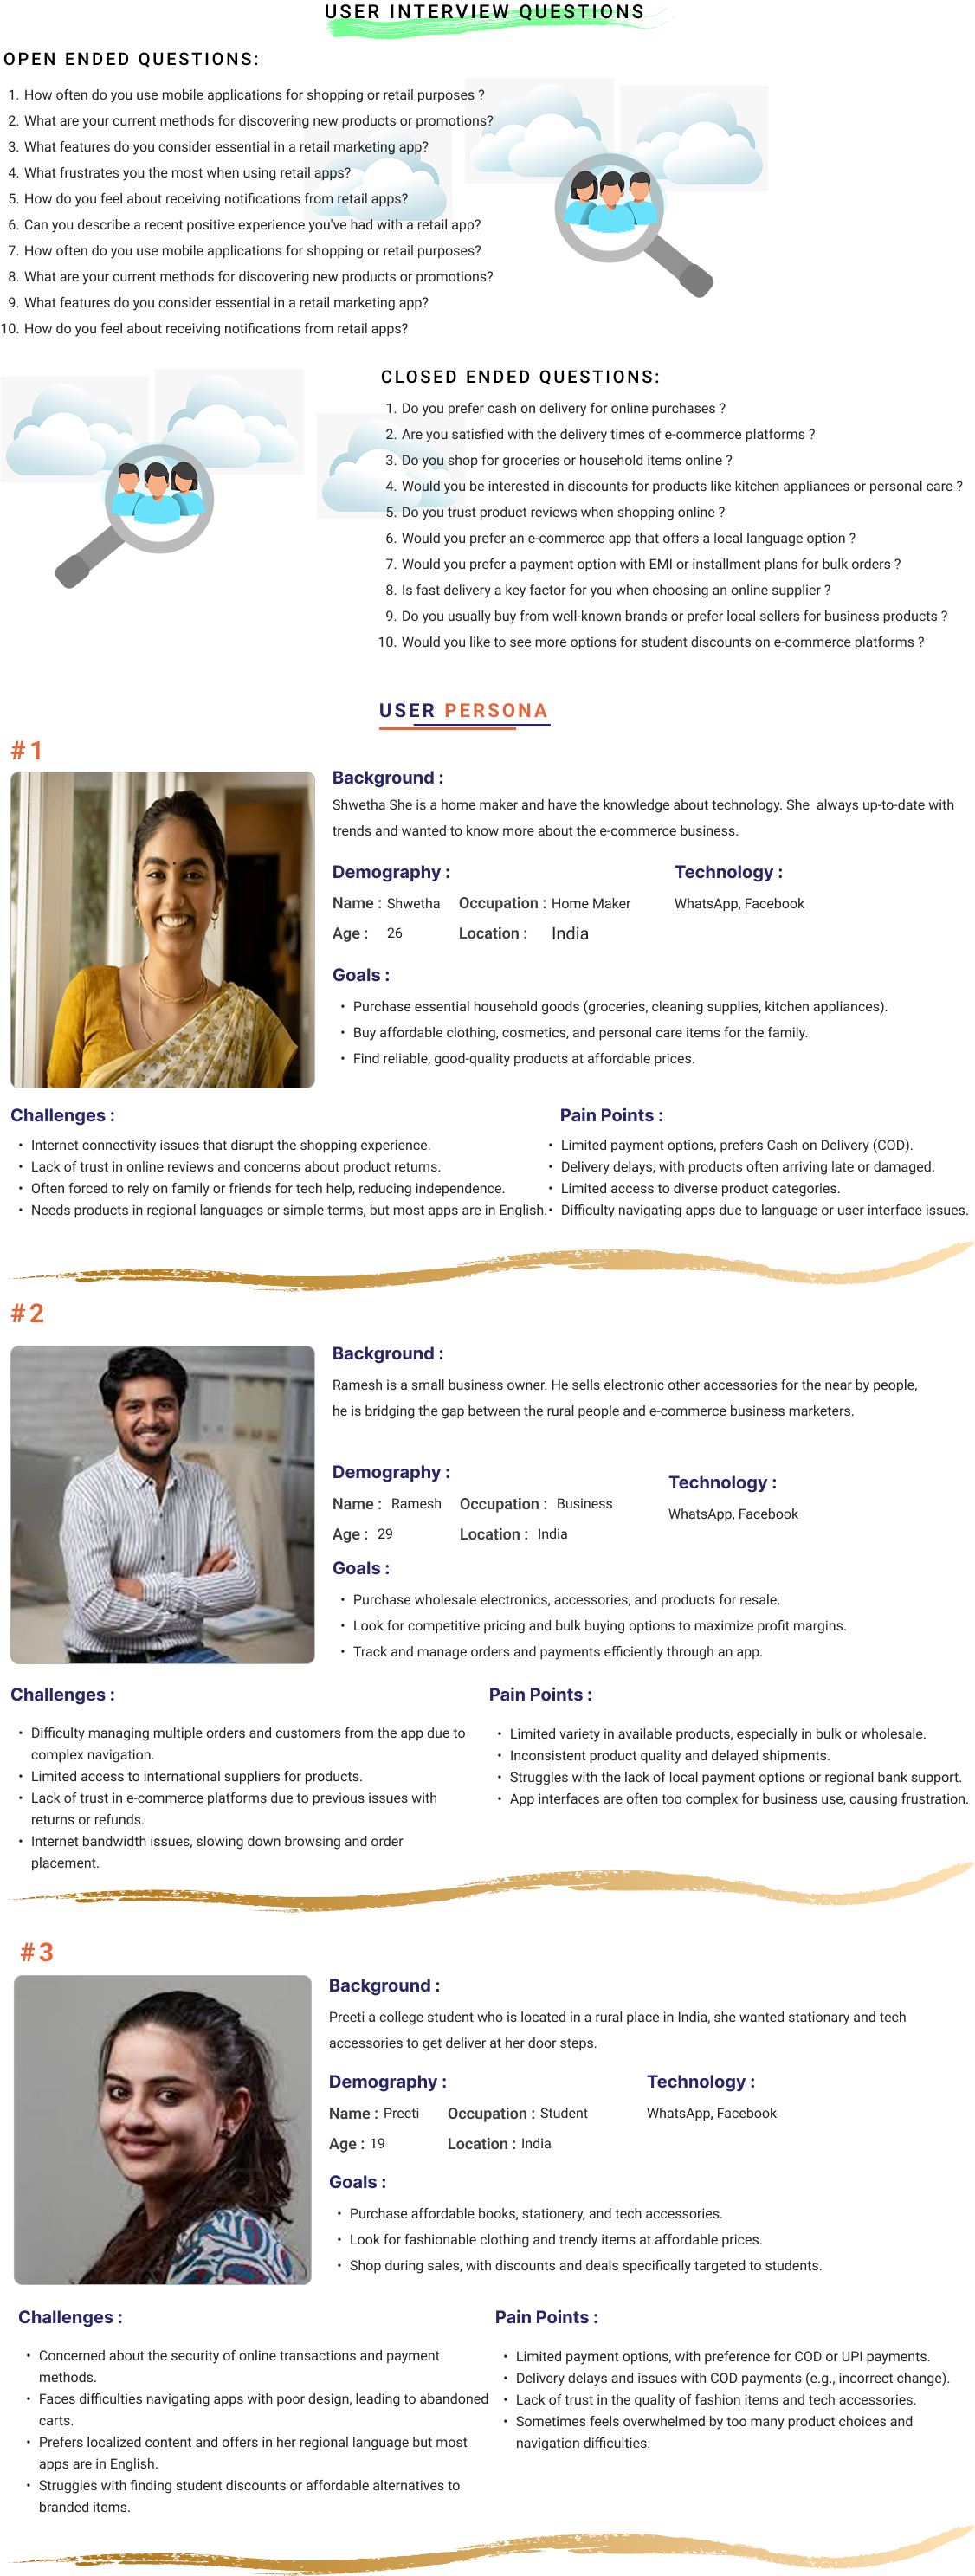 USER INTERVIEW QUESTIONS
OPEN ENDED QUESTIONS:
1. How often do you use mobile applications for shopping or retail purposes ?
2. What are your current methods for discovering new products or promotions?
3. What features do you consider essential in a retail marketing app?
4. What frustrates you the most when using retail apps?
5. How do you feel about receiving notifications from retail apps?
6. Can you describe a recent positive experience you've had with a retail app?
7. How often do you use mobile applications for shopping or retail purposes?
8. What are your current methods for discovering new products or promotions?
9. What features do you consider essential in a retail marketing app?
10. How do you feel about receiving notifications from retail apps?
CLOSED ENDED QUESTIONS:
1. Do you prefer cash on delivery for online purchases ?
2. Are you satisfied with the delivery times of e-commerce platforms ?
3. Do you shop for groceries or household items online ?
4. Would you be interested in discounts for products like kitchen appliances or personal care ?
5. Do you trust product reviews when shopping online ?
6. Would you prefer an e-commerce app that offers a local language option ?
7. Would you prefer a payment option with EMI or installment plans for bulk orders ?
8. Is fast delivery a key factor for you when choosing an online supplier ?
9. Do you usually buy from well-known brands or prefer local sellers for business products ?
10. Would you like to see more options for student discounts on e-commerce platforms ?
USER PERSONA
#1
Background :
Shwetha She is a home maker and have the knowledge about technology. She always up-to-date with
trends and wanted to know more about the e-commerce business.
Demography :
Name : Shwetha Occupation : Home Maker
Age : 26 Location : India
Technology :
WhatsApp, Facebook
Goals :
• Purchase essential household goods (groceries, cleaning supplies, kitchen appliances).
• Buy affordable clothing, cosmetics, and personal care items for the family.
• Find reliable, good-quality products at affordable prices.
Challenges :
• Internet connectivity issues that disrupt the shopping experience.
• Lack of trust in online reviews and concerns about product returns.
• Often forced to rely on family or friends for tech help, reducing independence.
• Needs products in regional languages or simple terms, but most apps are in English.
Pain Points :
• Limited payment options, prefers Cash on Delivery (COD).
• Delivery delays, with products often arriving late or damaged.
• Limited access to diverse product categories.
• Difficulty navigating apps due to language or user interface issues.
#2
Background :
Ramesh is a small business owner. He sells electronic other accessories for the near by people,
he is bridging the gap between the rural people and e-commerce business marketers.
Demography :
Name : Ramesh Occupation : Business
Age : 29 Location : India
Technology :
WhatsApp, Facebook
Goals :
• Purchase wholesale electronics, accessories, and products for resale.
• Look for competitive pricing and bulk buying options to maximize profit margins.
• Track and manage orders and payments efficiently through an app.
Challenges :
• Difficulty managing multiple orders and customers from the app due to
complex navigation.
• Limited access to international suppliers for products.
• Lack of trust in e-commerce platforms due to previous issues with
returns or refunds.
• Internet bandwidth issues, slowing down browsing and order
placement.
Pain Points :
• Limited variety in available products, especially in bulk or wholesale.
• Inconsistent product quality and delayed shipments.
• Struggles with the lack of local payment options or regional bank support.
• App interfaces are often too complex for business use, causing frustration.
#3
Background :
Preeti a college student who is located in a rural place in India, she wanted stationary and tech
accessories to get deliver at her door steps.
Demography :
Name : Preeti Occupation : Student
Age : 19 Location : India
Technology :
WhatsApp, Facebook
Goals :
• Purchase affordable books, stationery, and tech accessories.
• Look for fashionable clothing and trendy items at affordable prices.
• Shop during sales, with discounts and deals specifically targeted to students.
Challenges :
• Concerned about the security of online transactions and payment
methods.
• Faces difficulties navigating apps with poor design, leading to abandoned
carts.
• Prefers localized content and offers in her regional language but most
apps are in English.
• Struggles with finding student discounts or affordable alternatives to
branded items.
Pain Points :
• Limited payment options, with preference for COD or UPI payments.
• Delivery delays and issues with COD payments (e.g., incorrect change).
• Lack of trust in the quality of fashion items and tech accessories.
• Sometimes feels overwhelmed by too many product choices and
navigation difficulties.